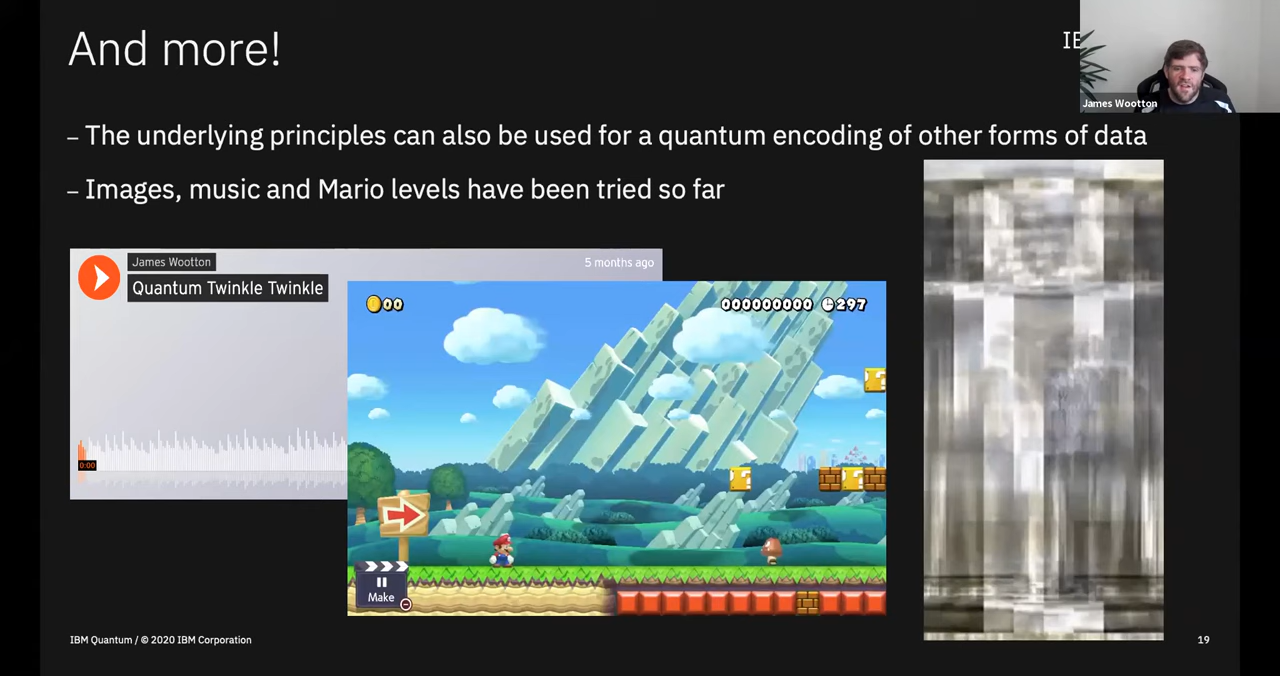 And more!
IB
James Wootton
– The underlying principles can also be used for a quantum encoding of other forms of data
– Images, music and Mario levels have been tried so far
James Wootton
5 months ago
Quantum Twinkle Twinkle
00
000000000
297
0:00
Make
IBM Quantum / © 2020 IBM Corporation
19